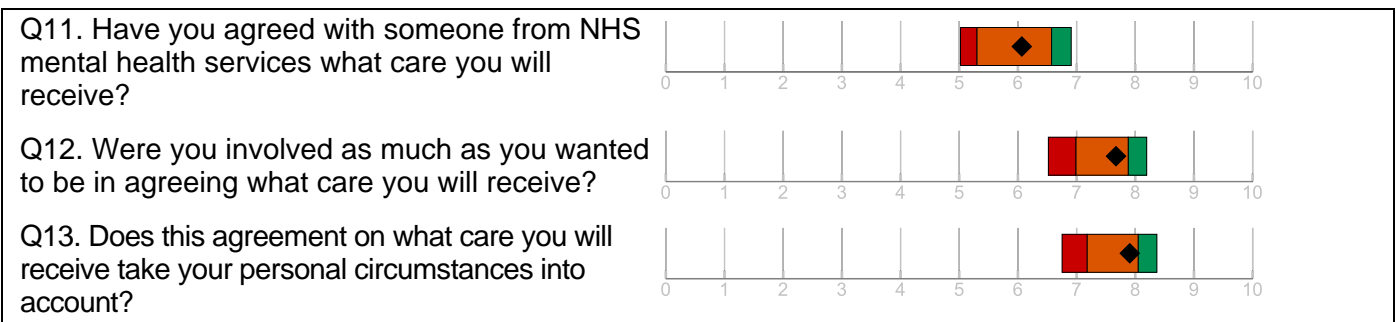 Q11. Have you agreed with someone from NHS
mental health services what care you will
receive?
0 1 2 3 4 5 6 7 8 9 10
Q12. Were you involved as much as you wanted
to be in agreeing what care you will receive?
0 1 2 3 4 5 6 7 8 9 10
Q13. Does this agreement on what care you will
receive take your personal circumstances into
account?
0 1 2 3 4 5 6 7 8 9 10